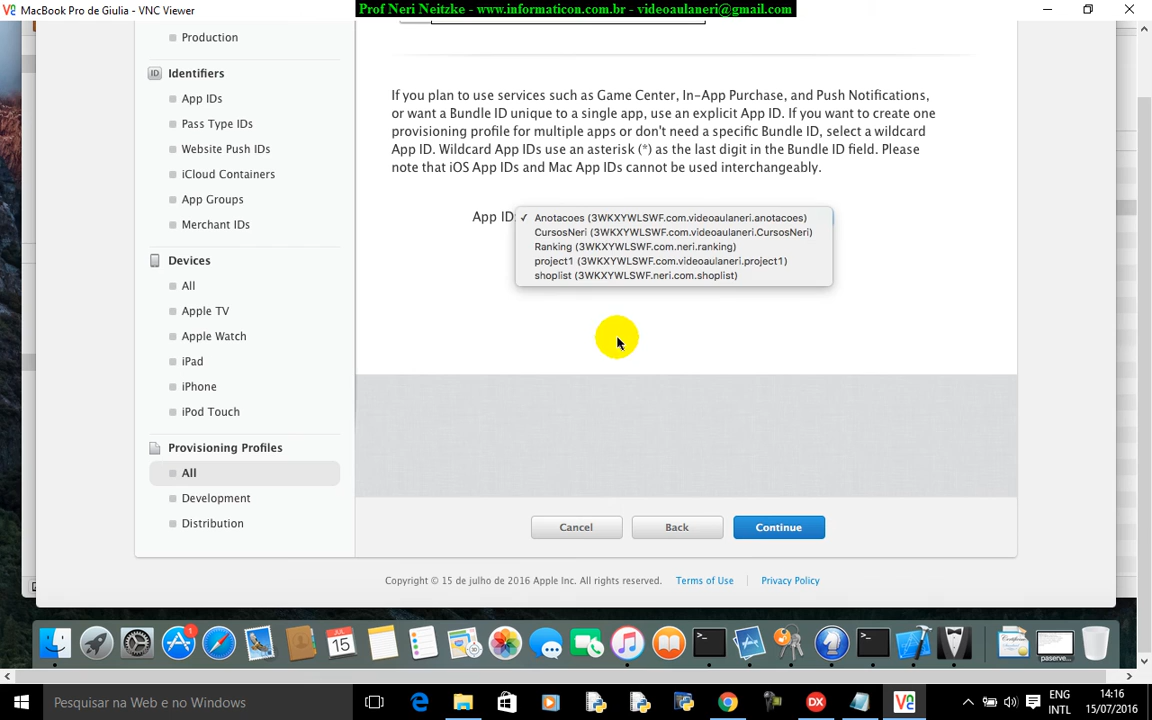 MacBook Pro de Giulia - VNC Viewer
Prof Neri Neitzke - www.informaticon.com.br - videoaulaneri@gmail.com
Production
Identifiers
App IDs
Pass Type IDs
Website Push IDs
iCloud Containers
App Groups
Merchant IDs
Devices
All
Apple TV
Apple Watch
iPad
iPhone
iPod Touch
Provisioning Profiles
All
Development
Distribution
If you plan to use services such as Game Center, In-App Purchase, and Push Notifications,
or want a Bundle ID unique to a single app, use an explicit App ID. If you want to create one
provisioning profile for multiple apps or don't need a specific Bundle ID, select a wildcard
App ID. Wildcard App IDs use an asterisk (*) as the last digit in the Bundle ID field. Please
note that iOS App IDs and Mac App IDs cannot be used interchangeably.
App ID:
✓ Anotacoes (3WKXYWLSWF.com.videoaulaneri.anotacoes)
CursosNeri (3WKXYWLSWF.com.videoaulaneri.CursosNeri)
Ranking (3WKXYWLSWF.com.neri.ranking)
project1 (3WKXYWLSWF.com.videoaulaneri.project1)
shoplist (3WKXYWLSWF.neri.com.shoplist)
Cancel
Back
Continue
Copyright © 15 de julho de 2016 Apple Inc. All rights reserved.
Terms of Use
Privacy Policy
1
JUL
15
Pesquisar na Web e no Windows
DX
ENG
INTL
14:16
15/07/2016